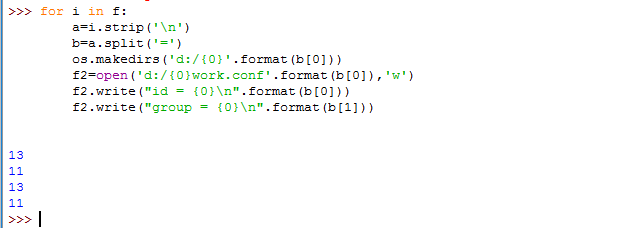 >>> for i in f:
        a=i.strip('\n')
        b=a.split('=')
        os.makedirs('d:/{0}'.format(b[0]))
        f2=open('d:/{0}work.conf'.format(b[0]),'w')
        f2.write("id = {0}\n".format(b[0]))
        f2.write("group = {0}\n".format(b[1]))
13
11
13
11
>>>